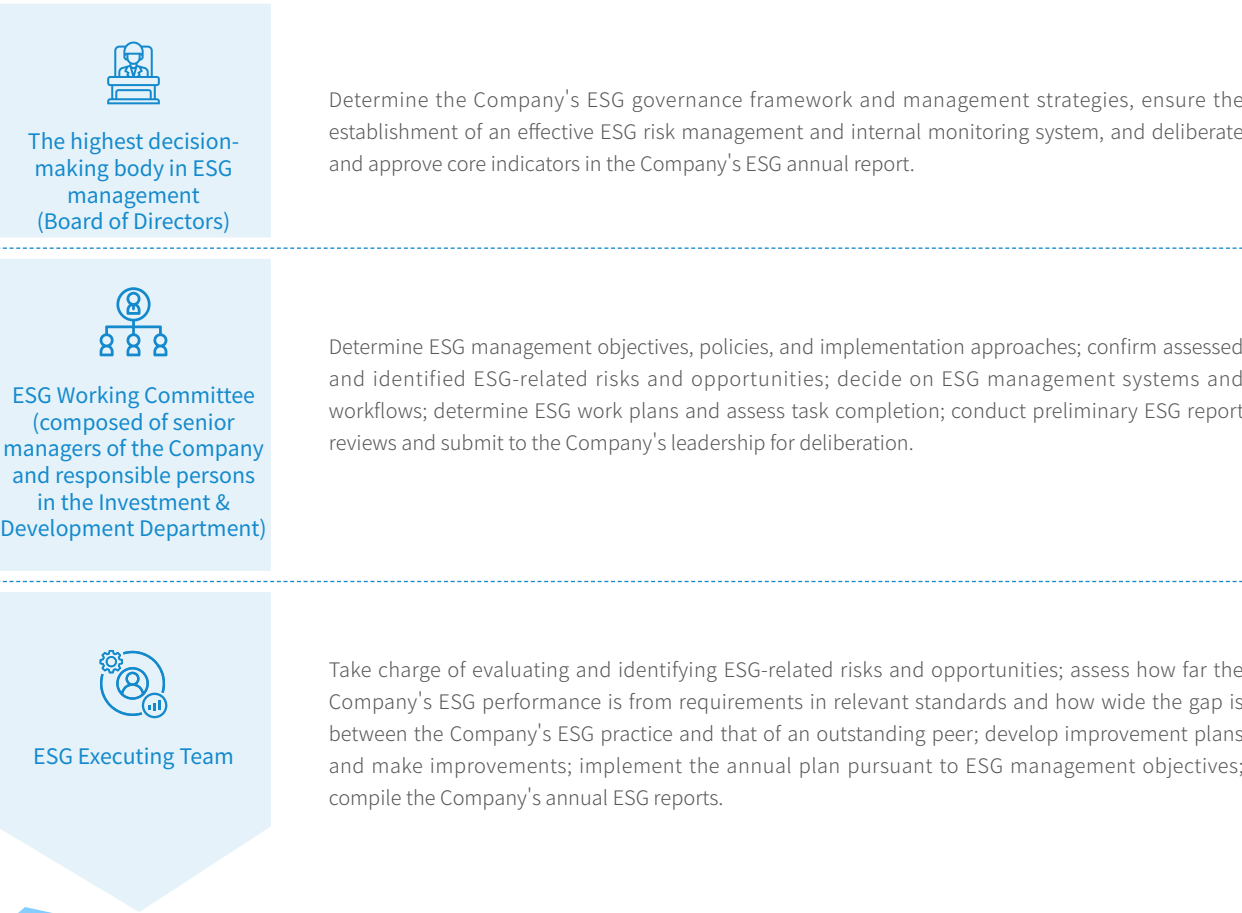 The highest decision-
making body in ESG
management
(Board of Directors)
Determine the Company's ESG governance framework and management strategies, ensure the
establishment of an effective ESG risk management and internal monitoring system, and deliberate
and approve core indicators in the Company's ESG annual report.
ESG Working Committee
(composed of senior
managers of the Company
and responsible persons
in the Investment &
Development Department)
Determine ESG management objectives, policies, and implementation approaches; confirm assessed
and identified ESG-related risks and opportunities; decide on ESG management systems and
workflows; determine ESG work plans and assess task completion; conduct preliminary ESG report
reviews and submit to the Company's leadership for deliberation.
ESG Executing Team
Take charge of evaluating and identifying ESG-related risks and opportunities; assess how far the
Company's ESG performance is from requirements in relevant standards and how wide the gap is
between the Company's ESG practice and that of an outstanding peer; develop improvement plans
and make improvements; implement the annual plan pursuant to ESG management objectives;
compile the Company's annual ESG reports.